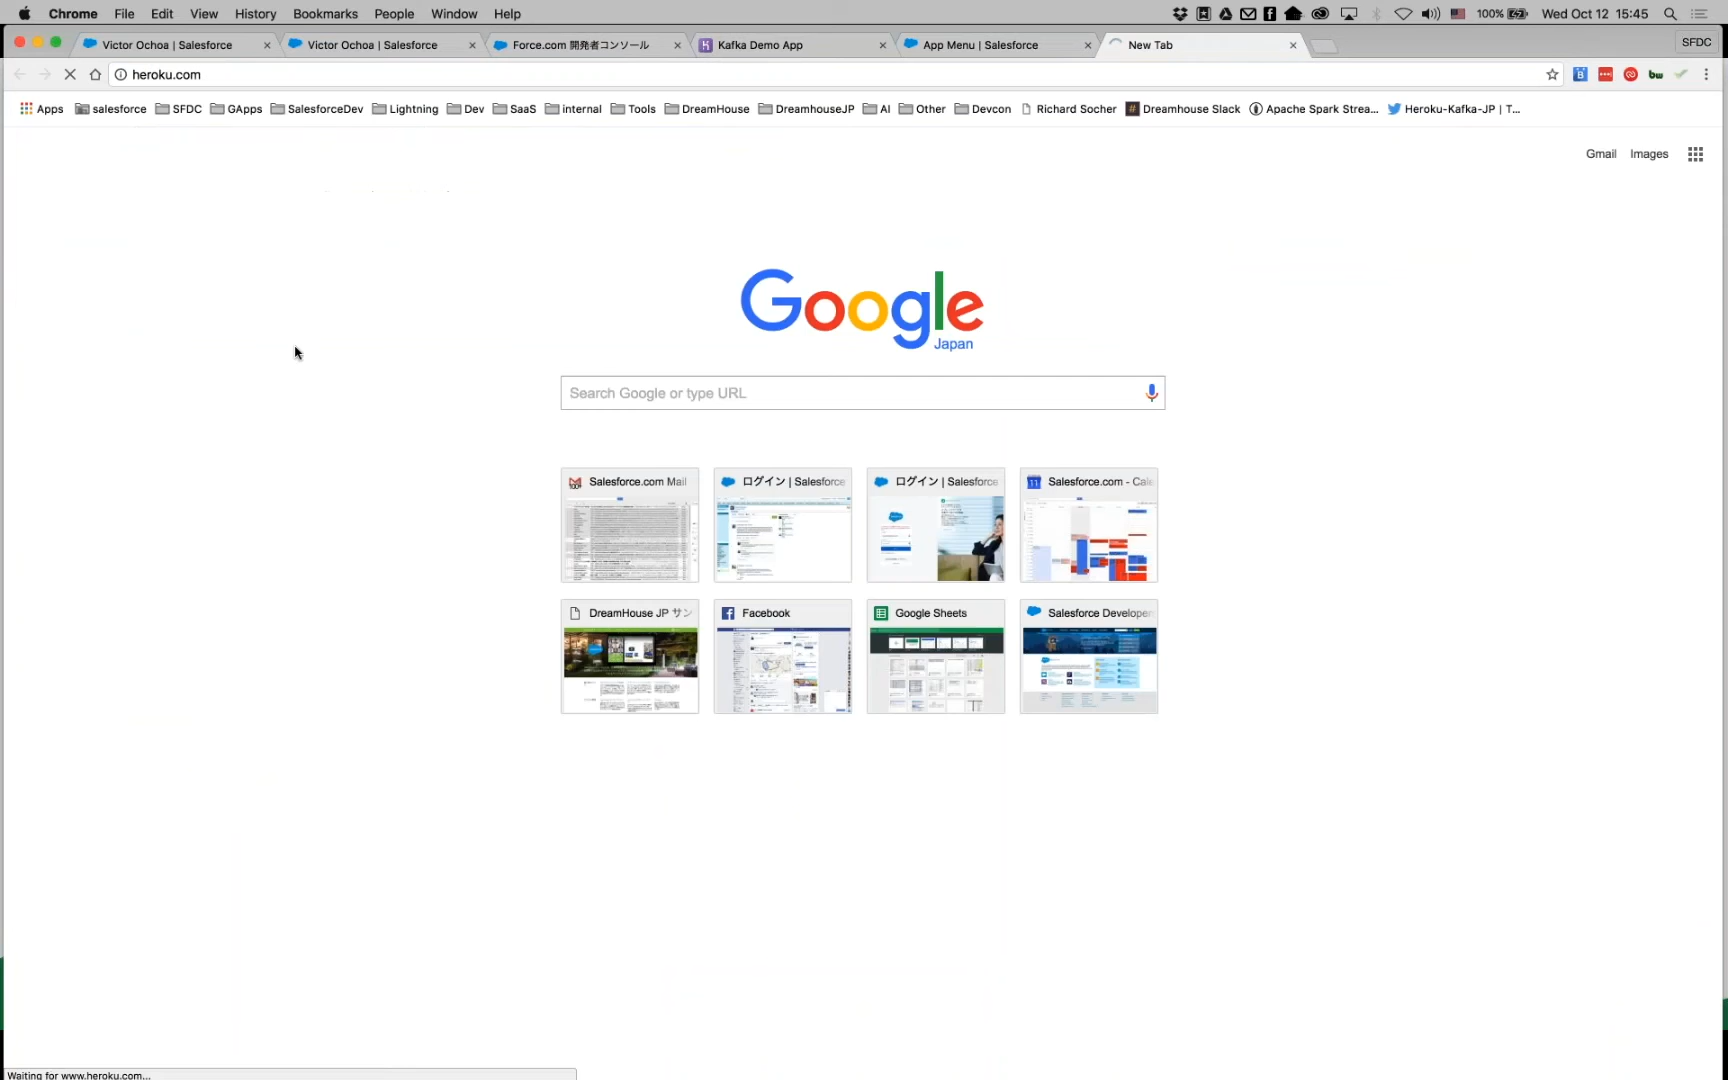 Chrome File Edit View History Bookmarks People Window Help 100% Wed Oct 12 15:45
Victor Ochoa | Salesforce Victor Ochoa | Salesforce Force.com 開発者コンソール Kafka Demo App App Menu | Salesforce New Tab SFDC
heroku.com
Apps salesforce SFDC GApps SalesforceDev Lightning Dev SaaS internal Tools DreamHouse DreamhouseJP AI Other Devcon Richard Socher Dreamhouse Slack Apache Spark Strea... Heroku-Kafka-JP | T...
Gmail Images
Google
Japan
Search Google or type URL
Salesforce.com Mail ログイン | Salesforce ログイン | Salesforce Salesforce.com - Cale
DreamHouse JP サン Facebook Google Sheets Salesforce Developer
Waiting for www.heroku.com...